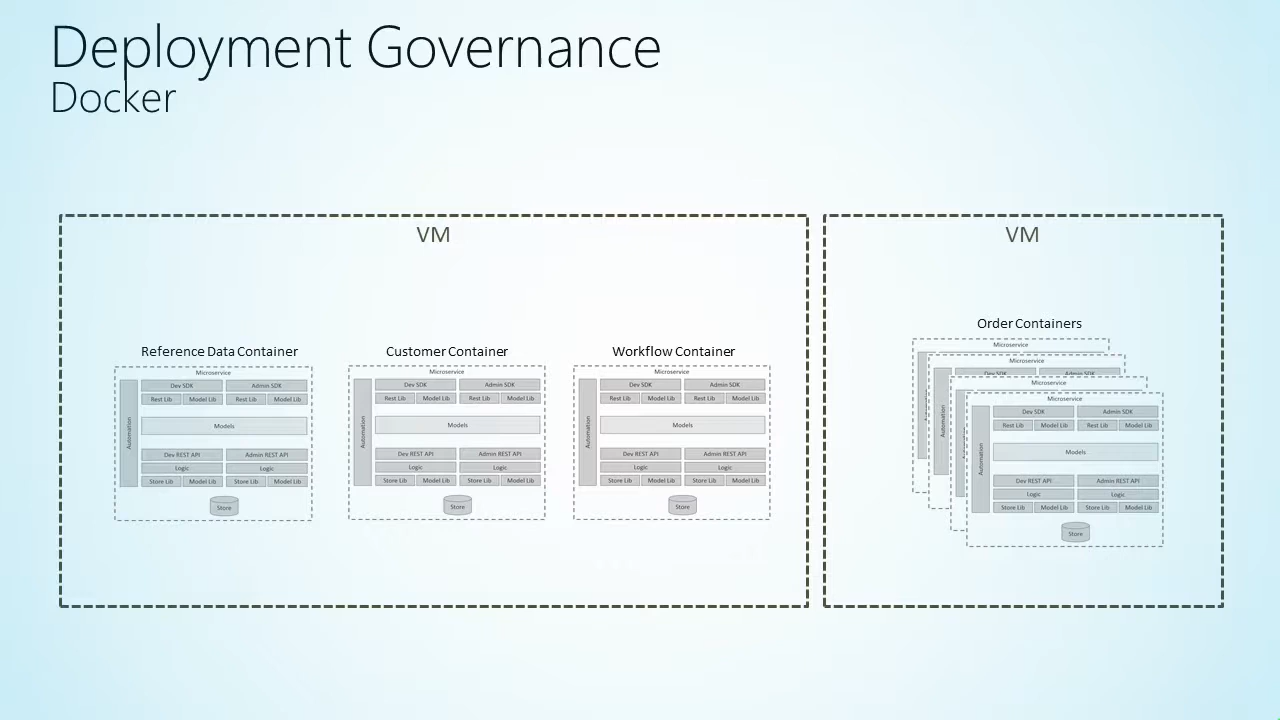 Deployment Governance
Docker
VM
Reference Data Container
Microservice
Automation
Dev SDK Admin SDK
Rest Lib Model Lib Rest Lib Model Lib
Models
Dev REST API Admin REST API
Logic Logic
Store Lib Model Lib Store Lib Model Lib
Store
Customer Container
Microservice
Automation
Dev SDK Admin SDK
Rest Lib Model Lib Rest Lib Model Lib
Models
Dev REST API Admin REST API
Logic Logic
Store Lib Model Lib Store Lib Model Lib
Store
Workflow Container
Microservice
Automation
Dev SDK Admin SDK
Rest Lib Model Lib Rest Lib Model Lib
Models
Dev REST API Admin REST API
Logic Logic
Store Lib Model Lib Store Lib Model Lib
Store
VM
Order Containers
Microservice
Microservice
Dev SDK Admin SDK
Automation
Microservice
Microservice
Automation
Dev SDK Admin SDK
Rest Lib Model Lib Rest Lib Model Lib
Models
Dev REST API Admin REST API
Logic Logic
Store Lib Model Lib Store Lib Model Lib
Store